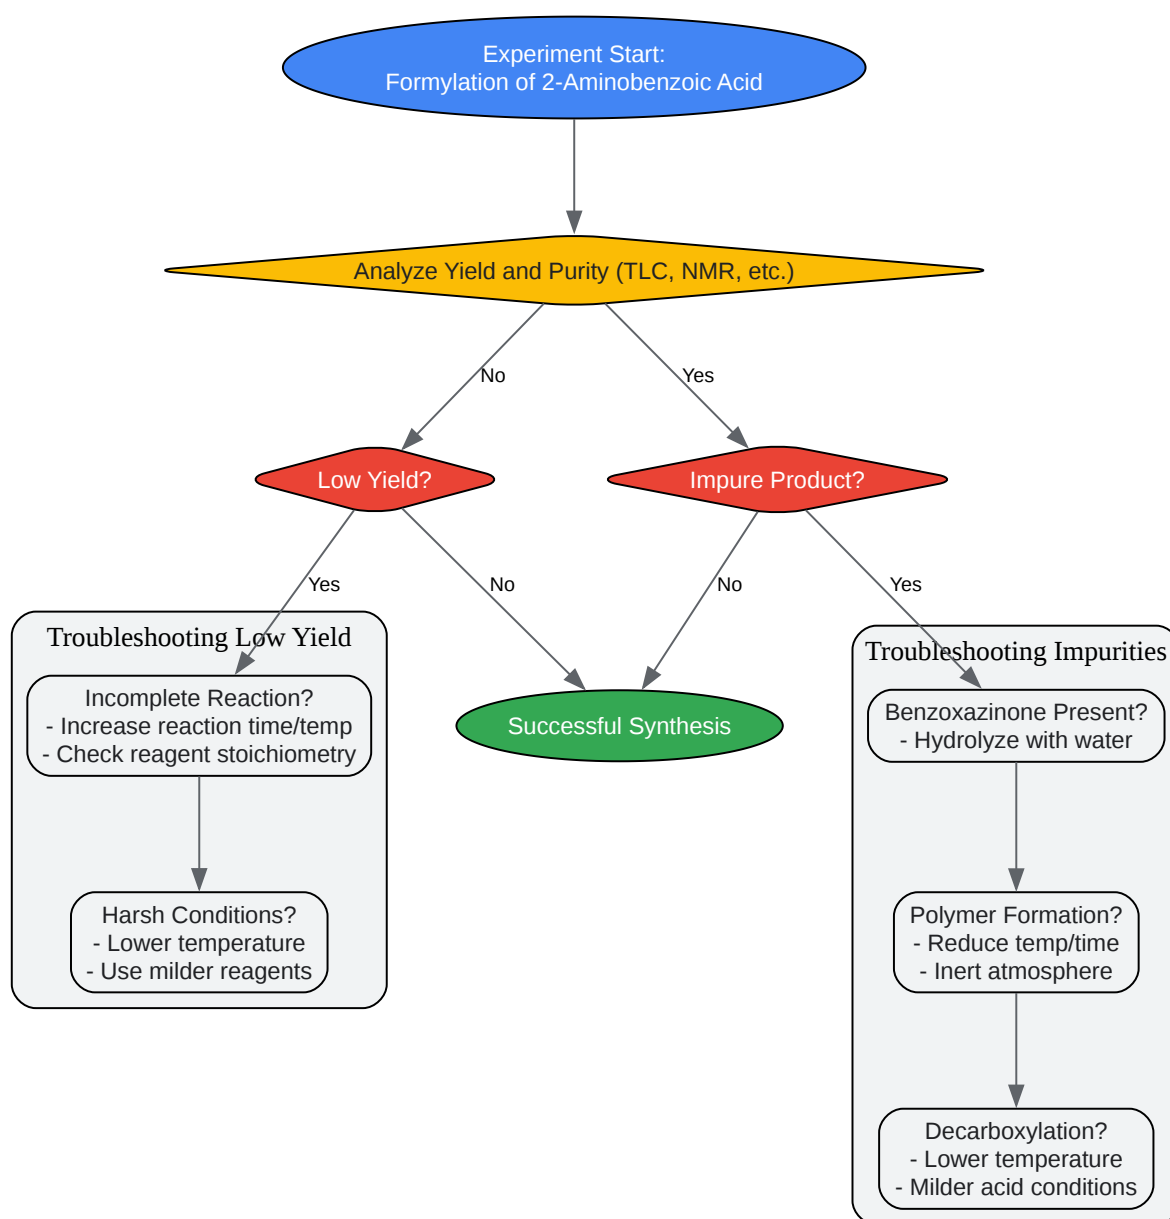 Experiment Start:
Formylation of 2-Aminobenzoic Acid
Analyze Yield and Purity (TLC, NMR, etc.)
No
Yes
Low Yield?
Impure Product?
Yes
No
No
Yes
Troubleshooting Low Yield
Incomplete Reaction?
- Increase reaction time/temp
- Check reagent stoichiometry
Harsh Conditions?
- Lower temperature
- Use milder reagents
Successful Synthesis
Troubleshooting Impurities
Benzoxazinone Present?
- Hydrolyze with water
Polymer Formation?
- Reduce temp/time
- Inert atmosphere
Decarboxylation?
- Lower temperature
- Milder acid conditions